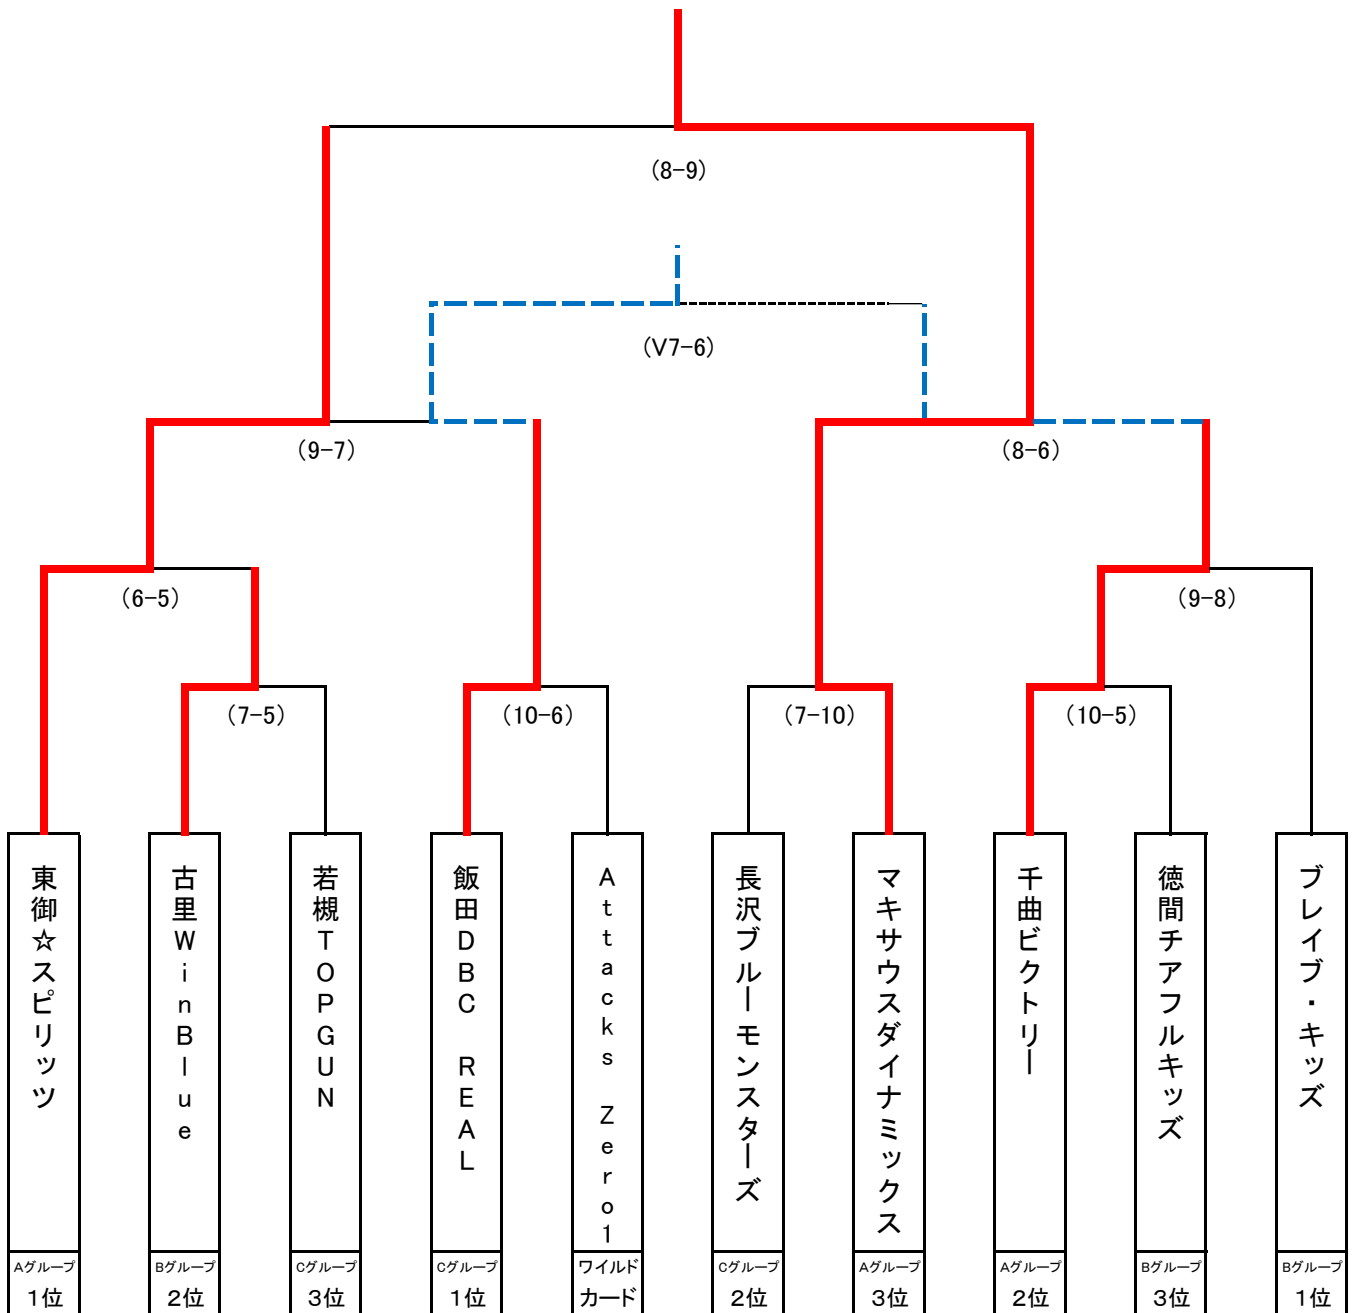 (8-9)
(V7-6)
(9-7)
(8-6)
(6-5)
(9-8)
(7-5)
(10-6)
(7-10)
(10-5)
東御☆スピリッツ
古里WinBlue
若槻TOPGUN
飯田DBC REAL
Attacks Zero1
長沢ブルーモンスターズ
マキサウスダイナミックス
千曲ビクトリー
徳間チアフルキッズ
ブレイブ・キッズ
Aグループ
1位
Bグループ
2位
Cグループ
3位
Cグループ
1位
ワイルド
カード
Cグループ
2位
Aグループ
3位
Aグループ
2位
Bグループ
3位
Bグループ
1位